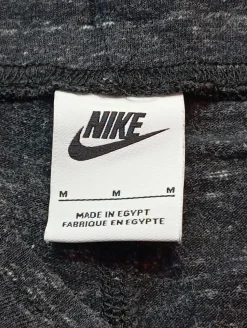 NIKE
M M M
MADE IN EGYPT
FABRIQUE EN EGYPTE